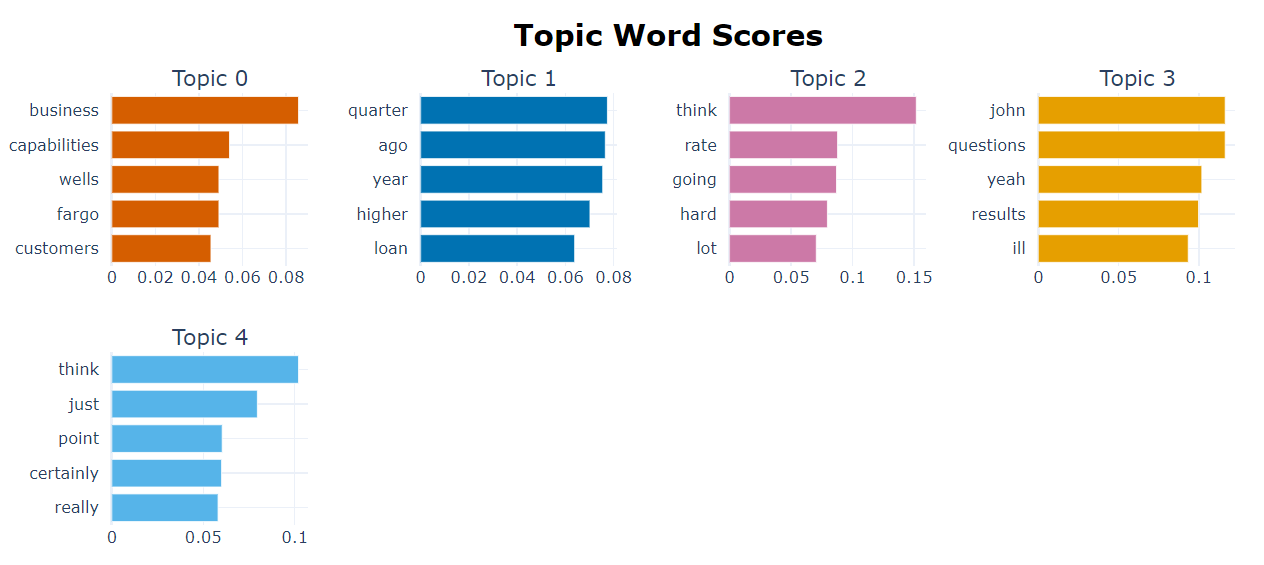 Topic Word Scores
Topic 0
business
capabilities
wells
fargo
customers
0 0.02 0.04 0.06 0.08
Topic 1
quarter
ago
year
higher
loan
0 0.02 0.04 0.06 0.08
Topic 2
think
rate
going
hard
lot
0 0.05 0.1 0.15
Topic 3
john
questions
yeah
results
ill
0 0.05 0.1
Topic 4
think
just
point
certainly
really
0 0.05 0.1